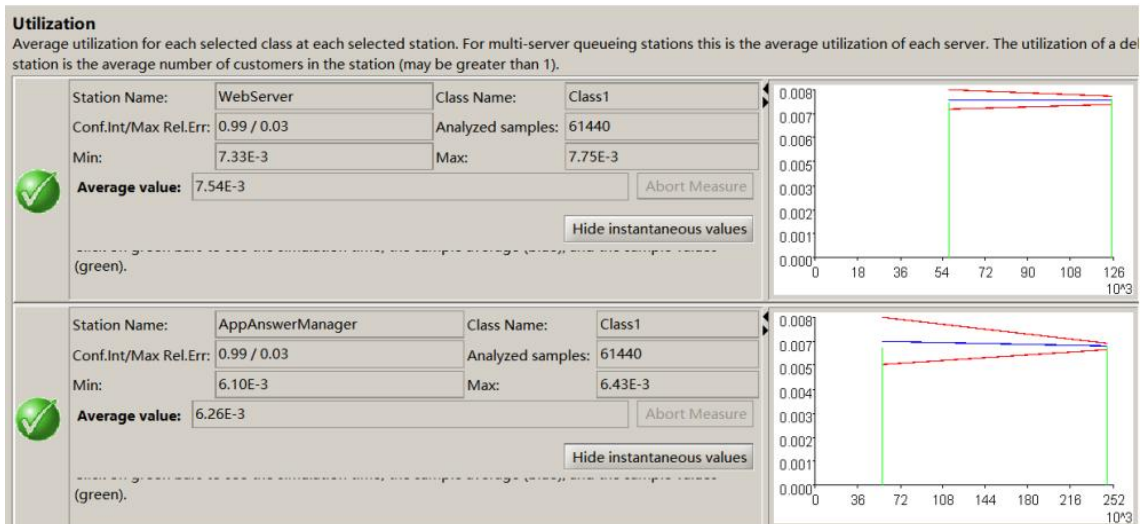 Utilization
Average utilization for each selected class at each selected station. For multi-server queueing stations this is the average utilization of each server. The utilization of a del
station is the average number of customers in the station (may be greater than 1).
Station Name: WebServer Class Name: Class1
Conf.Int/Max Rel.Err: 0.99 / 0.03 Analyzed samples: 61440
Min: 7.33E-3 Max: 7.75E-3
Average value: 7.54E-3 Abort Measure
Hide instantaneous values
(green).
0.008
0.007
0.006
0.005
0.003
0.002
0.001
0.000
0 18 36 54 72 90 108 126
10^3
Station Name: AppAnswerManager Class Name: Class1
Conf.Int/Max Rel.Err: 0.99 / 0.03 Analyzed samples: 61440
Min: 6.10E-3 Max: 6.43E-3
Average value: 6.26E-3 Abort Measure
Hide instantaneous values
(green).
0.008
0.007
0.005
0.004
0.003
0.002
0.001
0.000
0 36 72 108 144 180 216 252
10^3